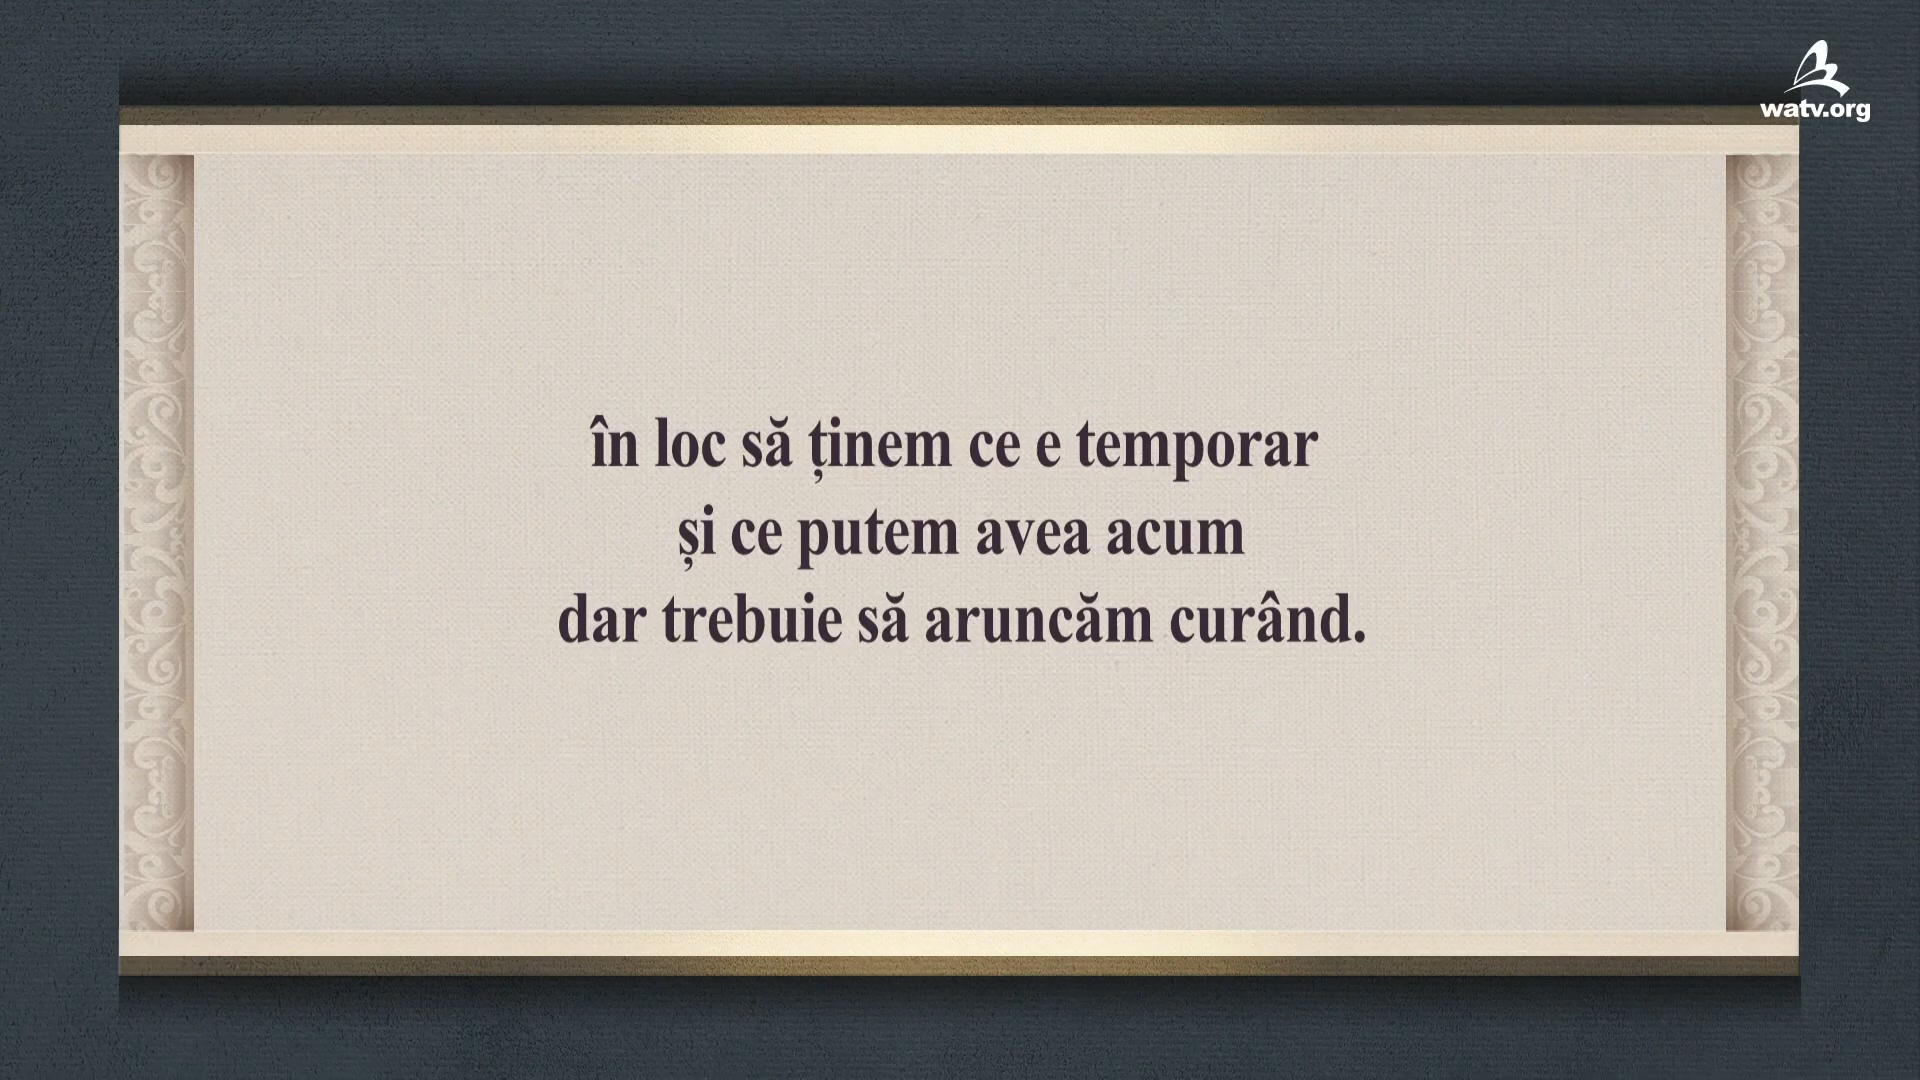 watv.org
în loc să ținem ce e temporar
și ce putem avea acum
dar trebuie să aruncăm curând.